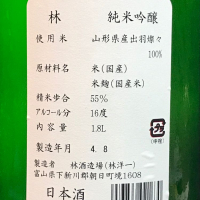 林 純米吟醸
使用米 山形県産出羽燦々
100%
原材料名 米(国産)
米麹(国産米)
精米歩合 55%
アルコール分 16度
内容量 1.8L
製造年月 4.8
製造者 林酒造場(林洋一)
富山県下新川郡朝日町境1608
日本酒